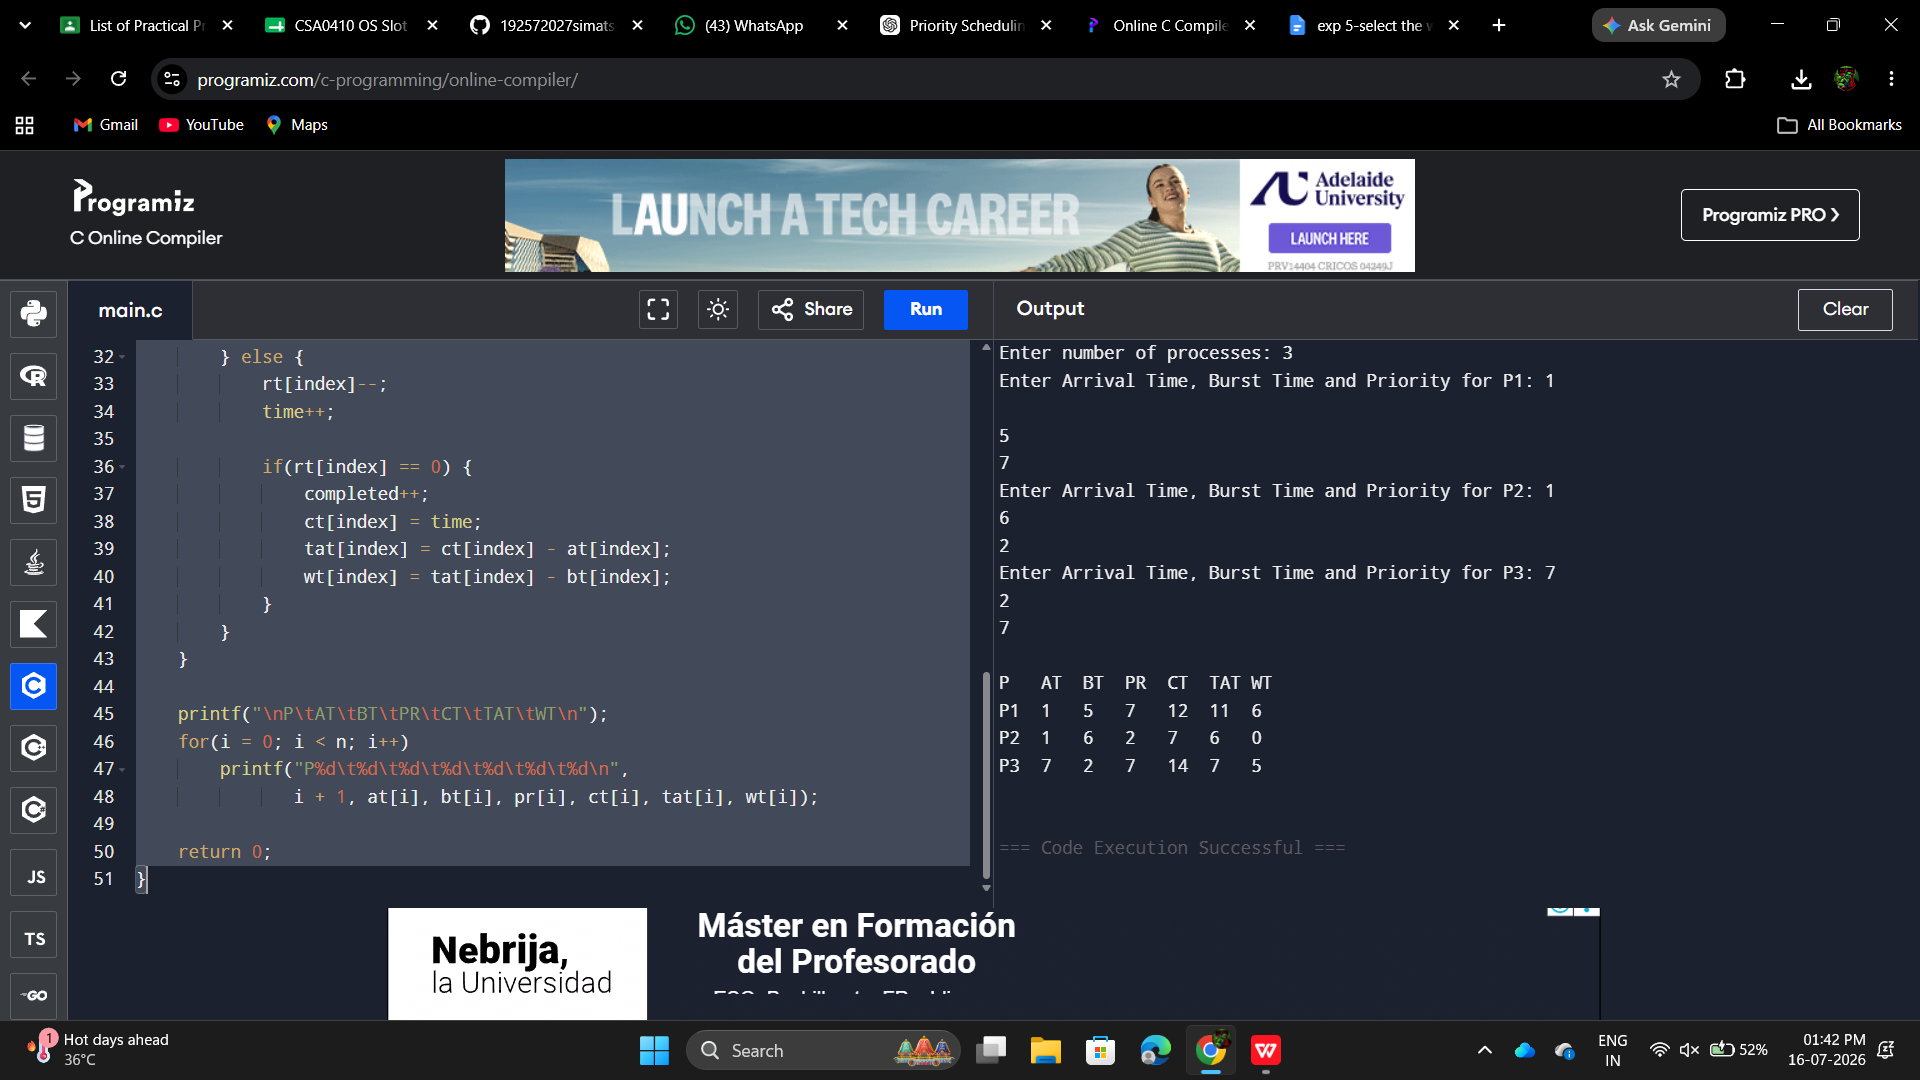 List of Practical Pr
CSA0410 OS Slot
192572027simats
(43) WhatsApp
Priority Schedulin
Online C Compile
exp 5-select the w
Ask Gemini
programiz.com/c-programming/online-compiler/
Gmail
YouTube
Maps
All Bookmarks
Programiz
C Online Compiler
LAUNCH A TECH CAREER
Adelaide
University
LAUNCH HERE
PRV14404 CRICOS 04249J
Programiz PRO
main.c
Share
Run
Output
Clear
32 } else {
33 rt[index]--;
34 time++;
35
36 if(rt[index] == 0) {
37 completed++;
38 ct[index] = time;
39 tat[index] = ct[index] - at[index];
40 wt[index] = tat[index] - bt[index];
41 }
42 }
43 }
44
45 printf("\nP\tAT\tBT\tPR\tCT\tTAT\tWT\n");
46 for(i = 0; i < n; i++)
47 printf("P%d\t%d\t%d\t%d\t%d\t%d\t%d\n",
48 i + 1, at[i], bt[i], pr[i], ct[i], tat[i], wt[i]);
49
50 return 0;
51 }
Enter number of processes: 3
Enter Arrival Time, Burst Time and Priority for P1: 1
5
7
Enter Arrival Time, Burst Time and Priority for P2: 1
6
2
Enter Arrival Time, Burst Time and Priority for P3: 7
2
7
P AT BT PR CT TAT WT
P1 1 5 7 12 11 6
P2 1 6 2 7 6 0
P3 7 2 7 14 7 5
=== Code Execution Successful ===
JS
TS
GO
Nebrija,
la Universidad
Máster en Formación
del Profesorado
1
Hot days ahead
36°C
Search
ENG
IN
52%
01:42 PM
16-07-2026